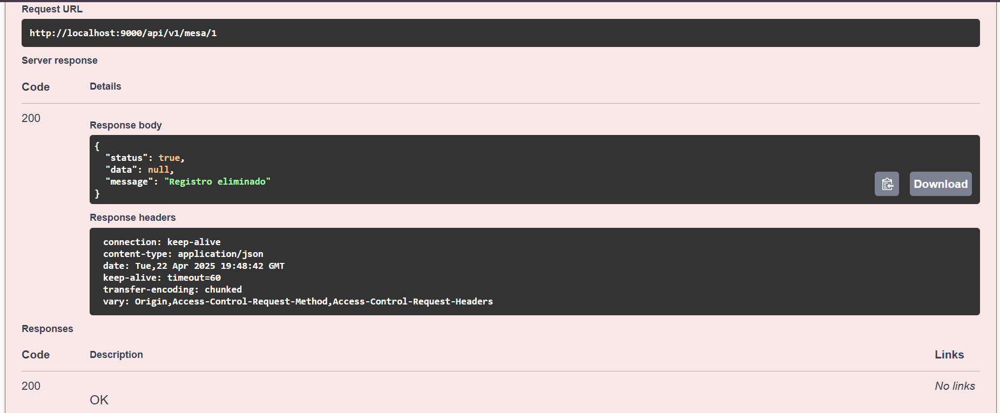 Request URL
http://localhost:9000/api/v1/mesa/1
Server response
Code Details
200
Response body
{
  "status": true,
  "data": null,
  "message": "Registro eliminado"
}
Download
Response headers
connection: keep-alive
content-type: application/json
date: Tue,22 Apr 2025 19:48:42 GMT
keep-alive: timeout=60
transfer-encoding: chunked
vary: Origin,Access-Control-Request-Method,Access-Control-Request-Headers
Responses
Code Description Links
200 No links
OK